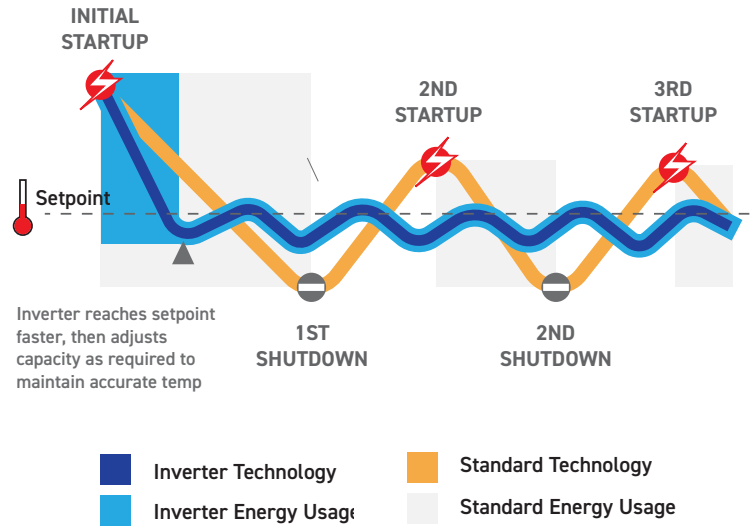 INITIAL
STARTUP
2ND
STARTUP
3RD
STARTUP
Setpoint
Inverter reaches setpoint
faster, then adjusts
capacity as required to
maintain accurate temp
1ST
SHUTDOWN
2ND
SHUTDOWN
Inverter Technology
Standard Technology
Inverter Energy Usage
Standard Energy Usage